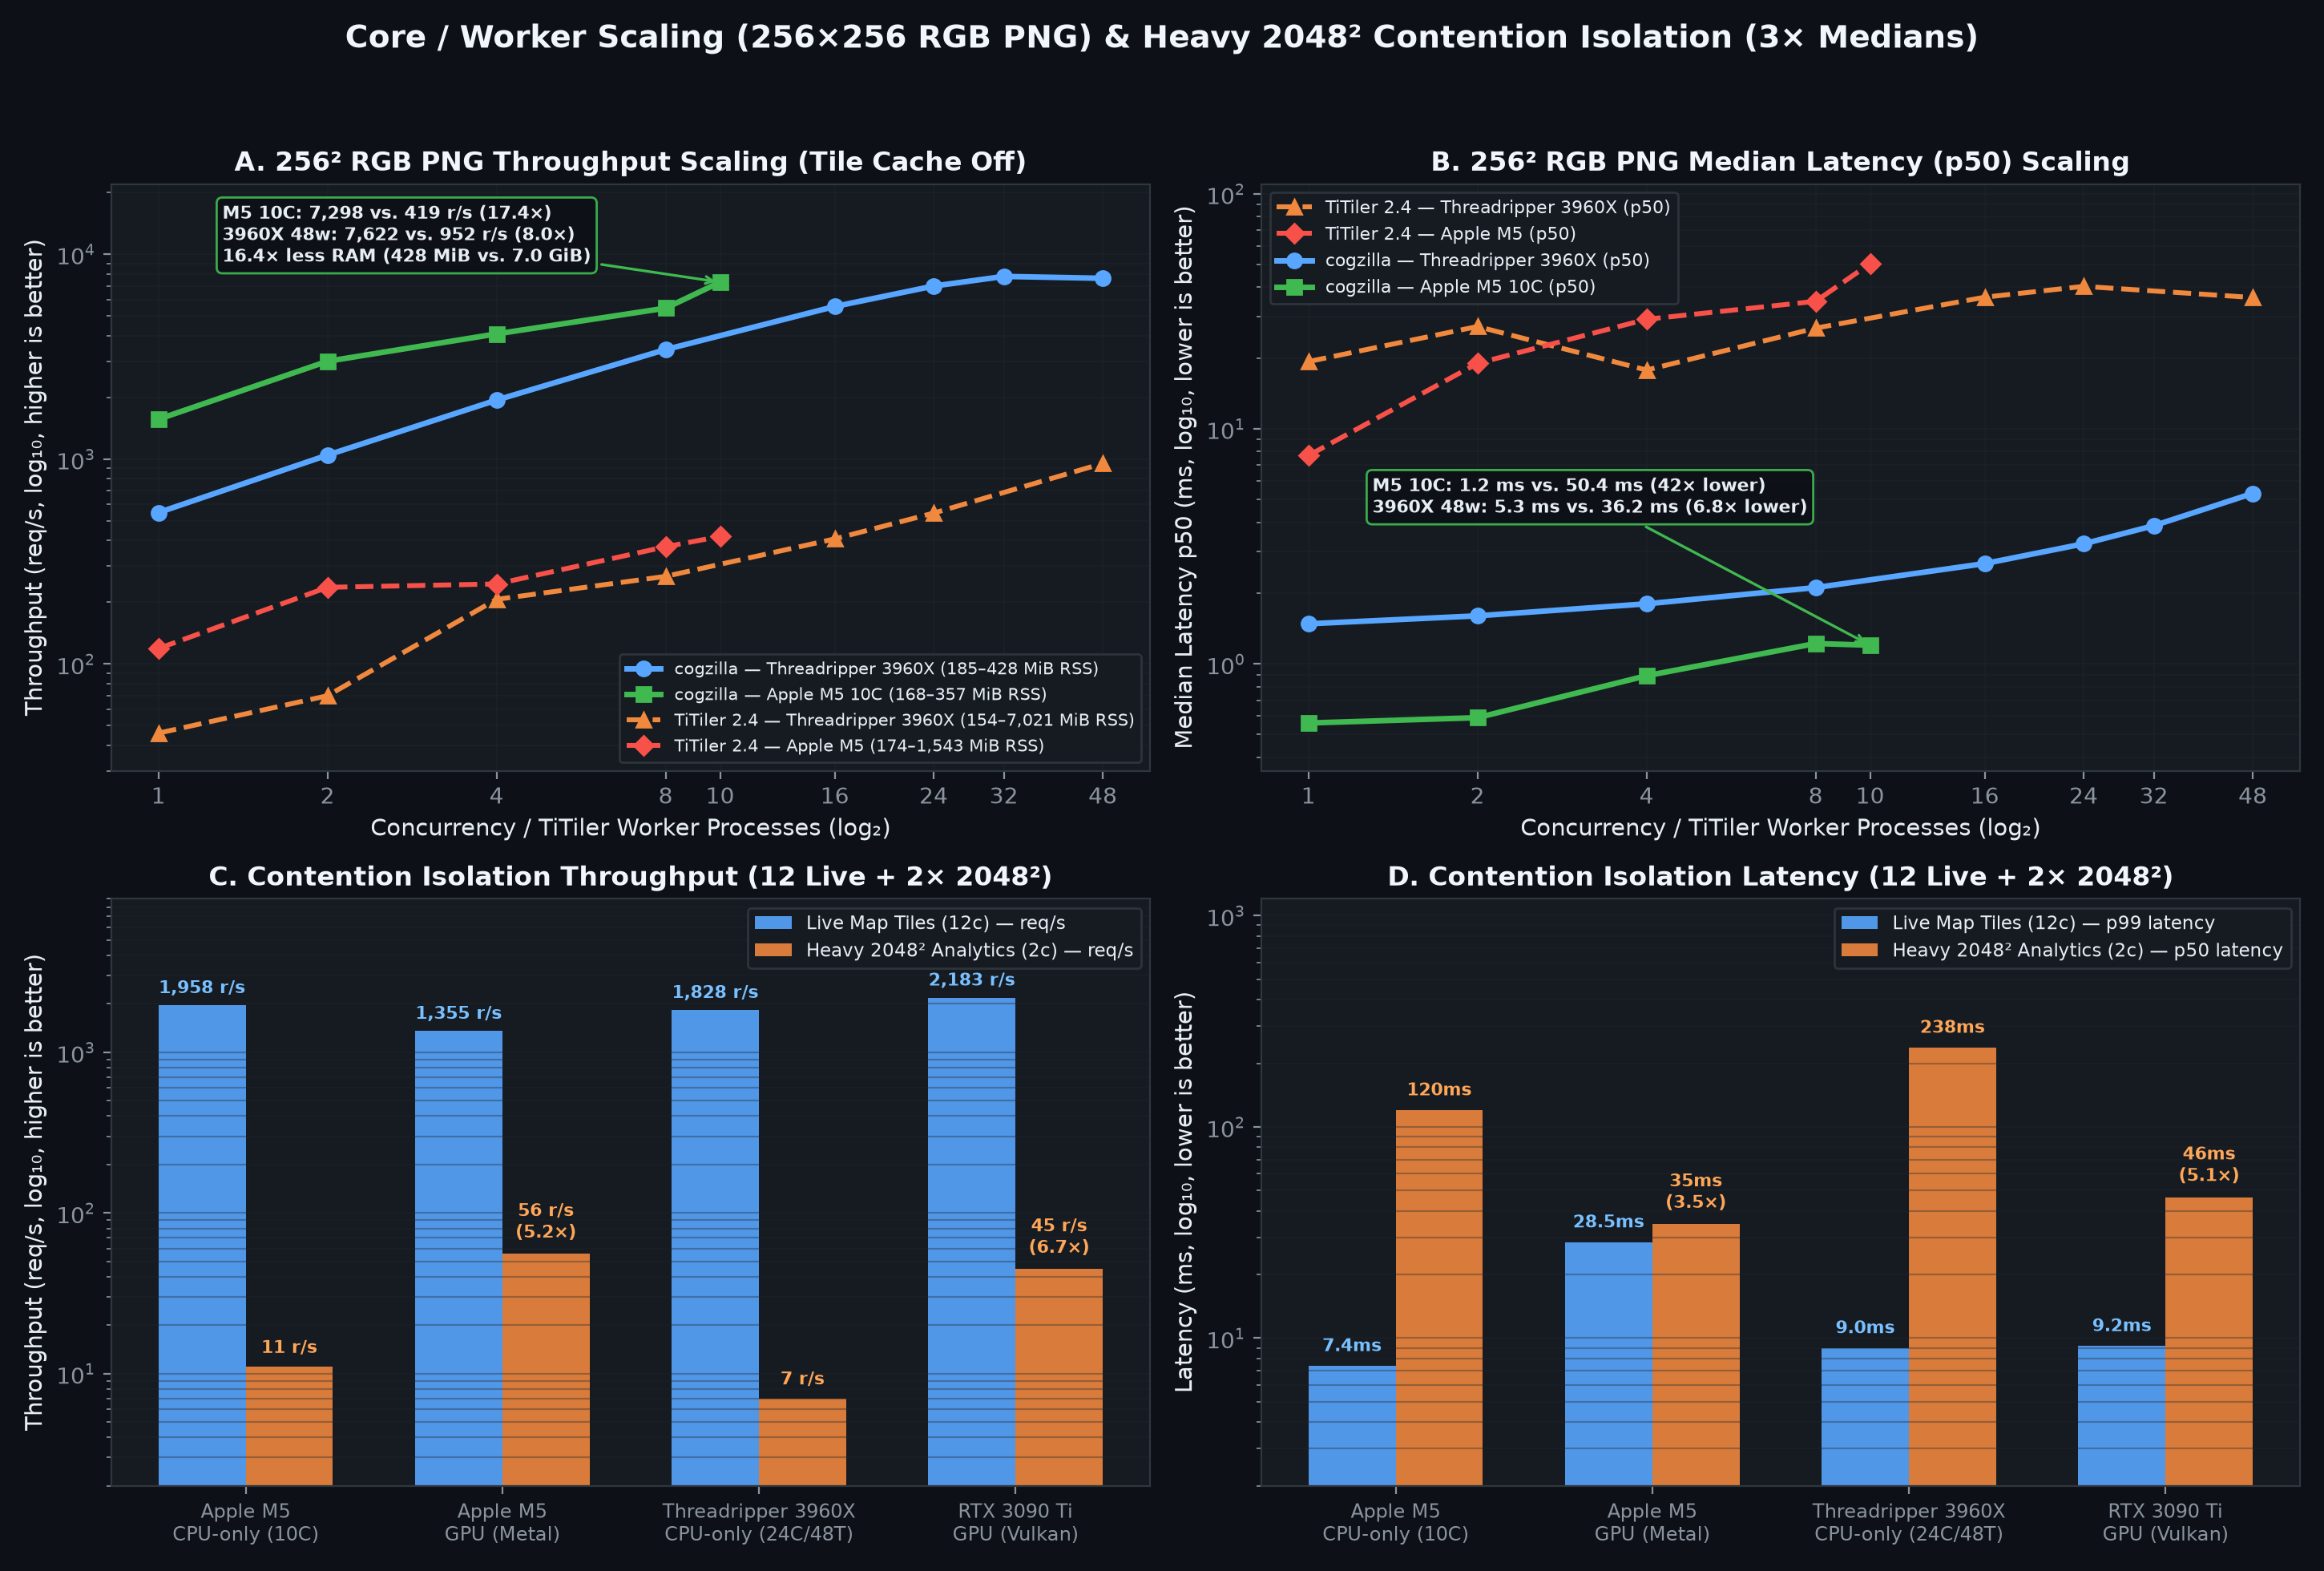 Core / Worker Scaling (256×256 RGB PNG) & Heavy 2048² Contention Isolation (3× Medians)
A. 256² RGB PNG Throughput Scaling (Tile Cache Off)
Throughput (req/s, log₁₀, higher is better)
10⁴
10³
10²
M5 10C: 7,298 vs. 419 r/s (17.4×)
3960X 48w: 7,622 vs. 952 r/s (8.0×)
16.4× less RAM (428 MiB vs. 7.0 GiB)
cogzilla — Threadripper 3960X (185–428 MiB RSS)
cogzilla — Apple M5 10C (168–357 MiB RSS)
TiTiler 2.4 — Threadripper 3960X (154–7,021 MiB RSS)
TiTiler 2.4 — Apple M5 (174–1,543 MiB RSS)
1 2 4 8 10 16 24 32 48
Concurrency / TiTiler Worker Processes (log₂)
B. 256² RGB PNG Median Latency (p50) Scaling
Median Latency p50 (ms, log₁₀, lower is better)
10²
10¹
10⁰
TiTiler 2.4 — Threadripper 3960X (p50)
TiTiler 2.4 — Apple M5 (p50)
cogzilla — Threadripper 3960X (p50)
cogzilla — Apple M5 10C (p50)
M5 10C: 1.2 ms vs. 50.4 ms (42× lower)
3960X 48w: 5.3 ms vs. 36.2 ms (6.8× lower)
1 2 4 8 10 16 24 32 48
Concurrency / TiTiler Worker Processes (log₂)
C. Contention Isolation Throughput (12 Live + 2× 2048²)
Throughput (req/s, log₁₀, higher is better)
10³
10²
10¹
Live Map Tiles (12c) — req/s
Heavy 2048² Analytics (2c) — req/s
1,958 r/s
11 r/s
1,355 r/s
56 r/s
(5.2×)
1,828 r/s
7 r/s
2,183 r/s
45 r/s
(6.7×)
Apple M5
CPU-only (10C)
Apple M5
GPU (Metal)
Threadripper 3960X
CPU-only (24C/48T)
RTX 3090 Ti
GPU (Vulkan)
D. Contention Isolation Latency (12 Live + 2× 2048²)
Latency (ms, log₁₀, lower is better)
10³
10²
10¹
Live Map Tiles (12c) — p99 latency
Heavy 2048² Analytics (2c) — p50 latency
7.4ms
120ms
28.5ms
35ms
(3.5×)
9.0ms
238ms
9.2ms
46ms
(5.1×)
Apple M5
CPU-only (10C)
Apple M5
GPU (Metal)
Threadripper 3960X
CPU-only (24C/48T)
RTX 3090 Ti
GPU (Vulkan)